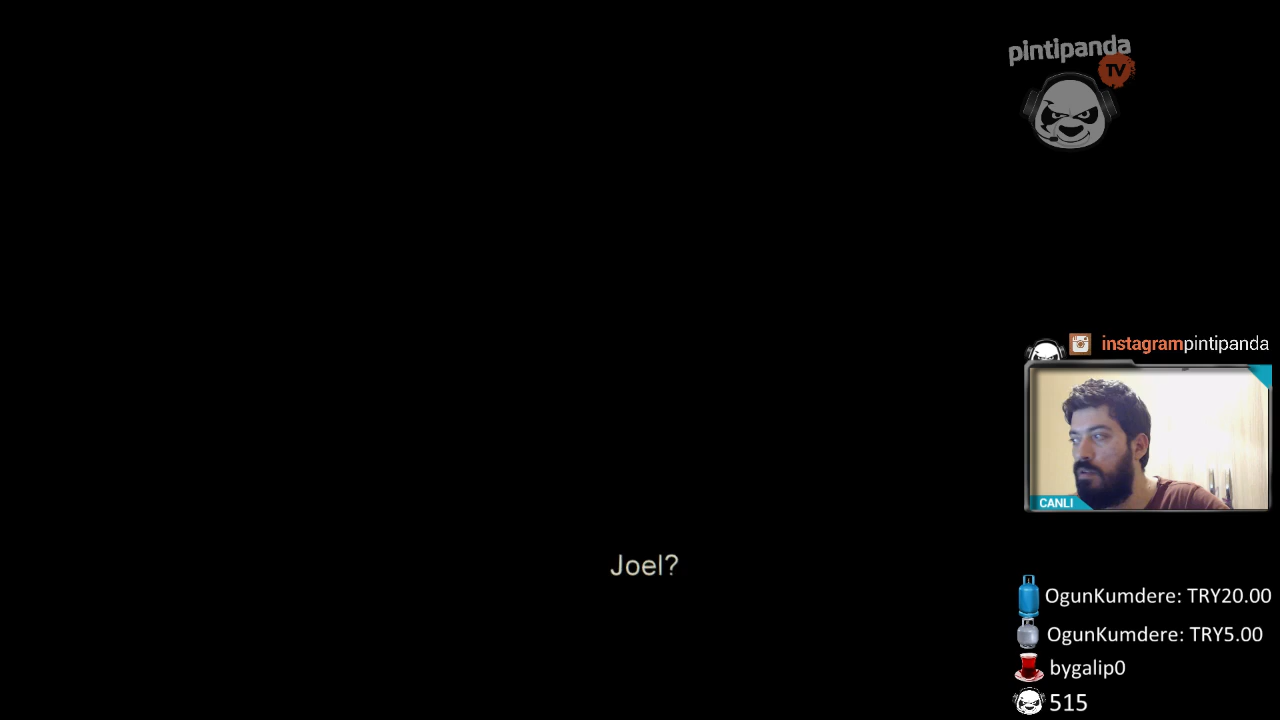 pintipanda
TV
instagrampintipanda
CANLI
Joel?
OgunKumdere: TRY20.00
OgunKumdere: TRY5.00
bygalip0
515